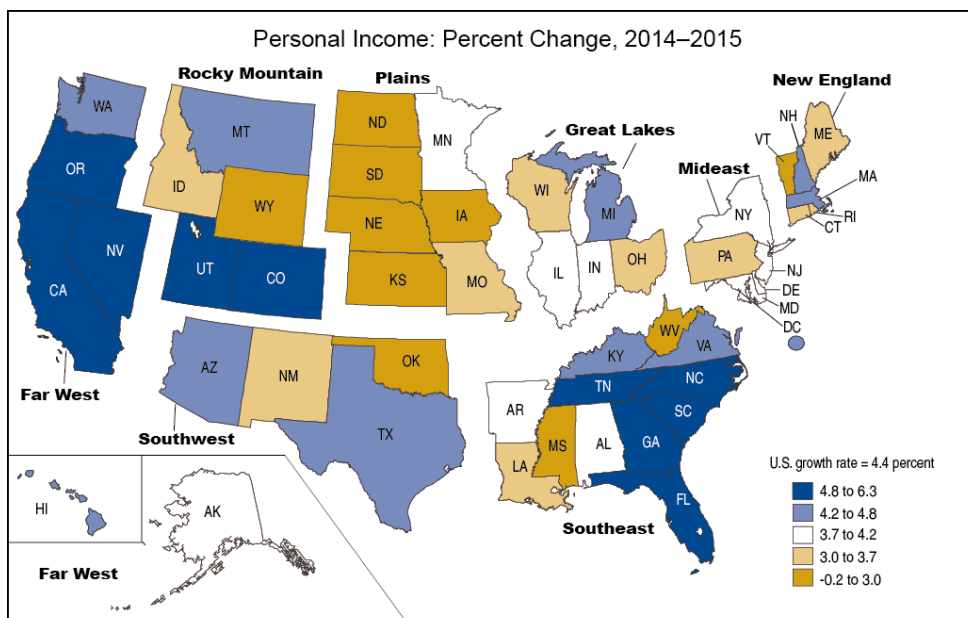 Personal Income: Percent Change, 2014–2015
Rocky Mountain
Plains
New England
Great Lakes
Mideast
WA
MT
ND
MN
NH
VT
ME
OR
ID
SD
WI
MA
WY
MI
NY
RI
CT
NE
IA
NV
UT
CO
PA
OH
IL
IN
NJ
KS
MO
DE
MD
DC
CA
WV
VA
KY
AZ
NM
OK
TN
NC
Far West
AR
SC
Southwest
TX
MS
AL
GA
LA
U.S. growth rate = 4.4 percent
4.8 to 6.3
4.2 to 4.8
3.7 to 4.2
3.0 to 3.7
-0.2 to 3.0
FL
Southeast
HI
AK
Far West